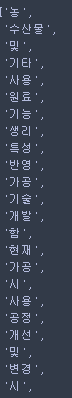 ['농',
'수산물',
'및',
'기타',
'사용',
'원료',
'기능',
'생리',
'특성',
'반영',
'가공',
'기술',
'개발',
'함',
'현재',
'가공',
'시',
'사용',
'공정',
'개선',
'및',
'변경',
'시',